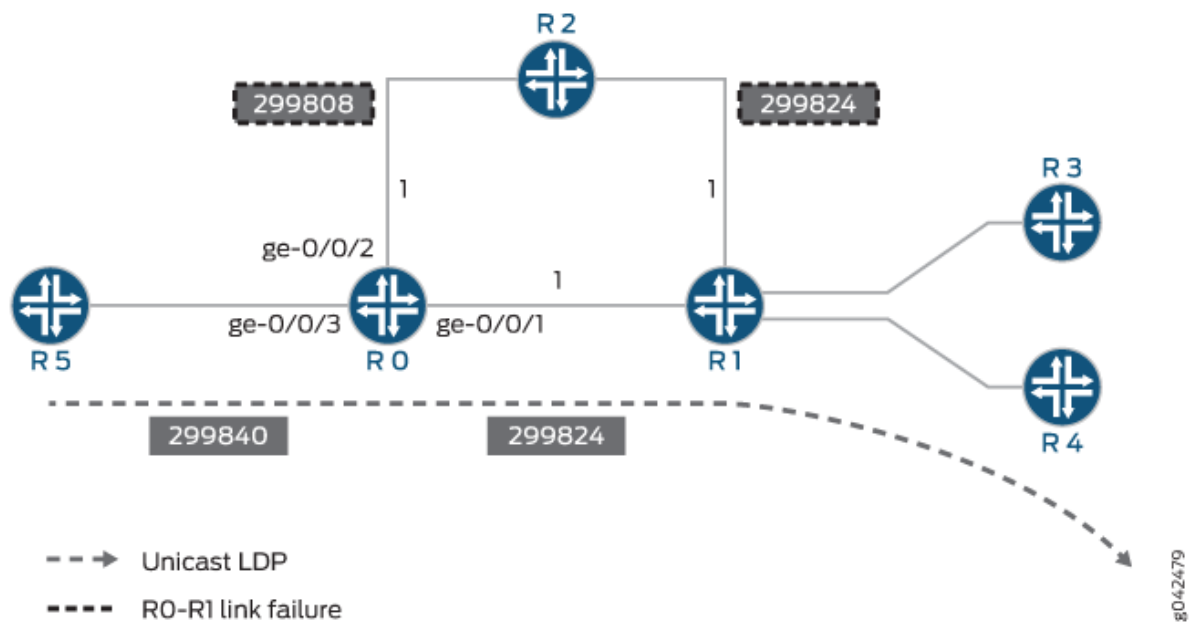 R 2
299808
299824
1
1
R 3
ge-0/0/2
1
ge-0/0/3
ge-0/0/1
R 5
R 0
R 1
299840
299824
R 4
Unicast LDP
R0-R1 link failure
g042479